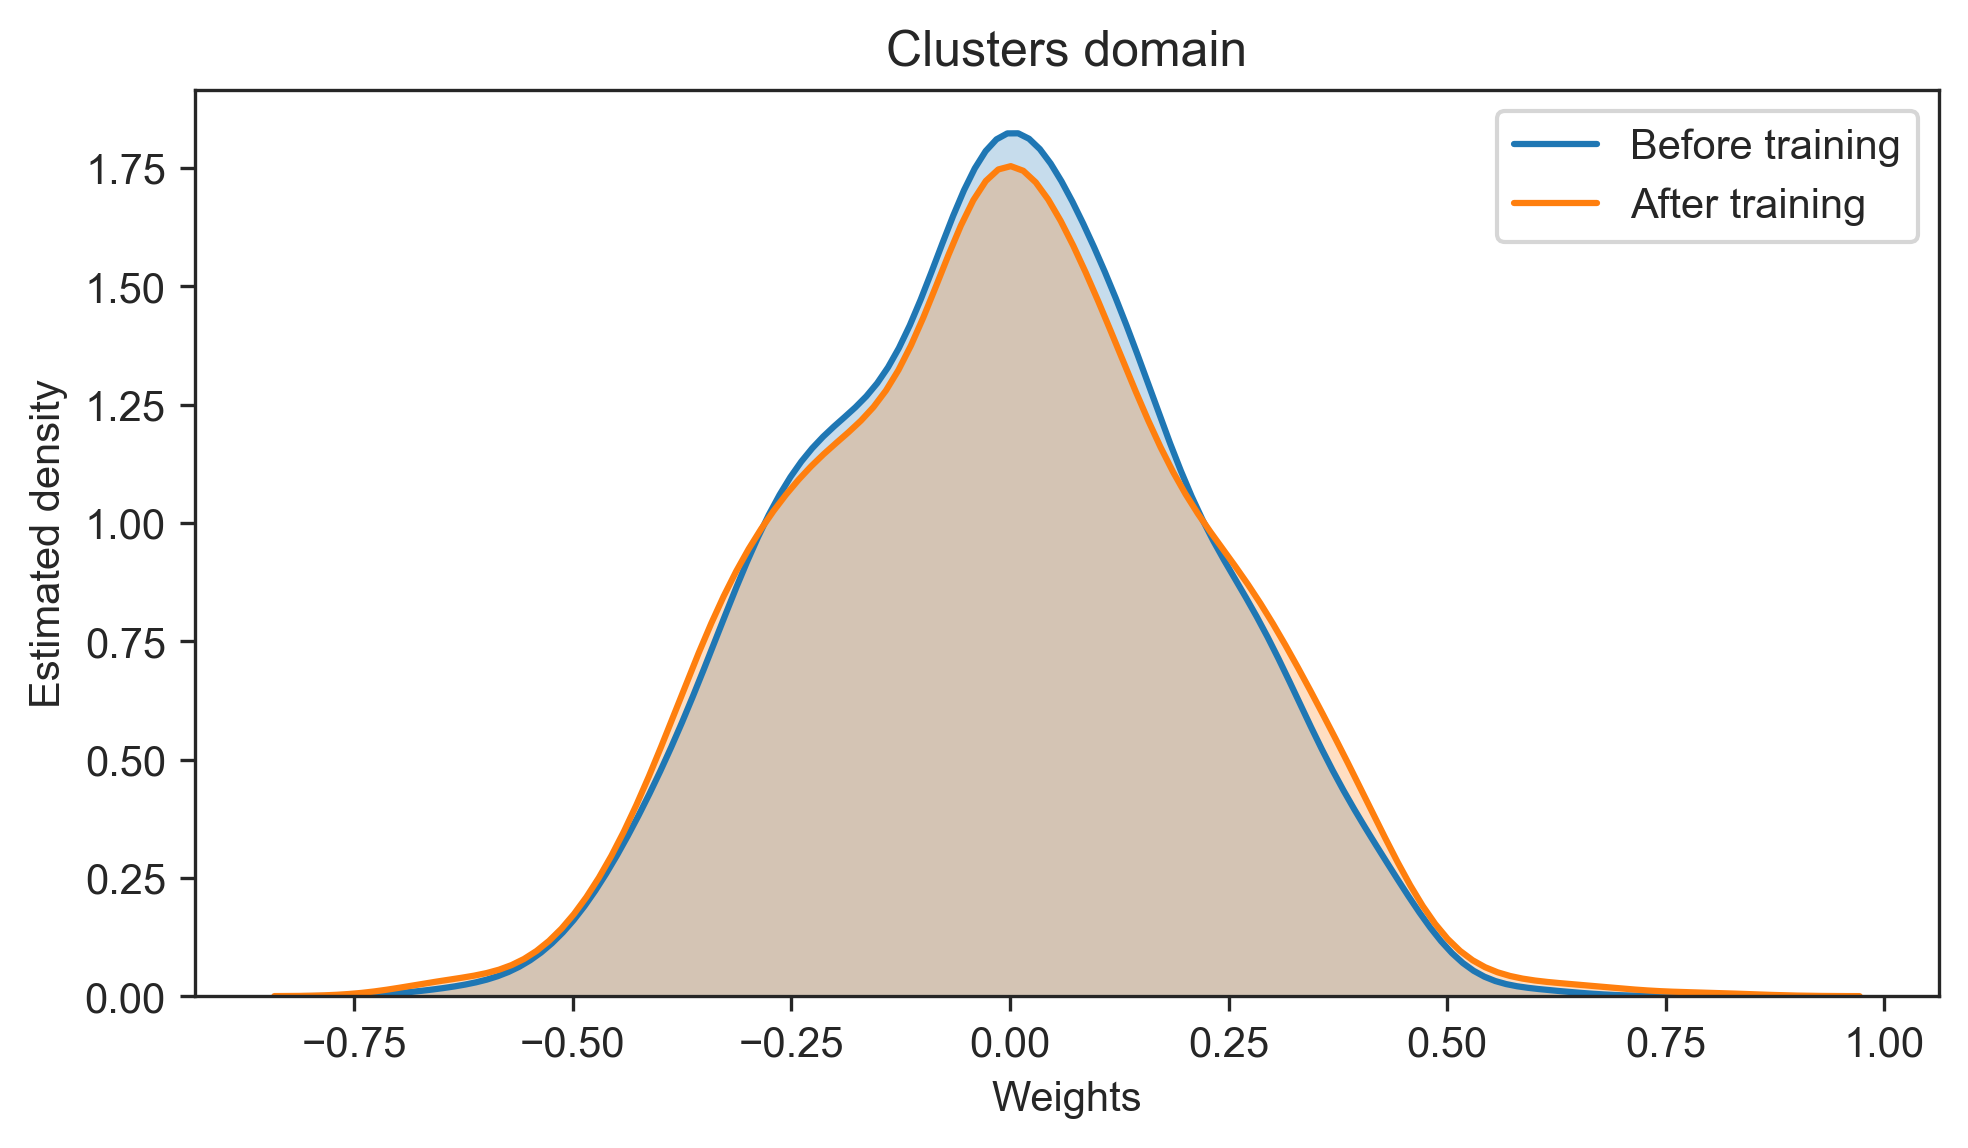 Clusters domain
Before training
After training
Estimated density
1.75
1.50
1.25
1.00
0.75
0.50
0.25
0.00
−0.75 −0.50 −0.25 0.00 0.25 0.50 0.75 1.00
Weights